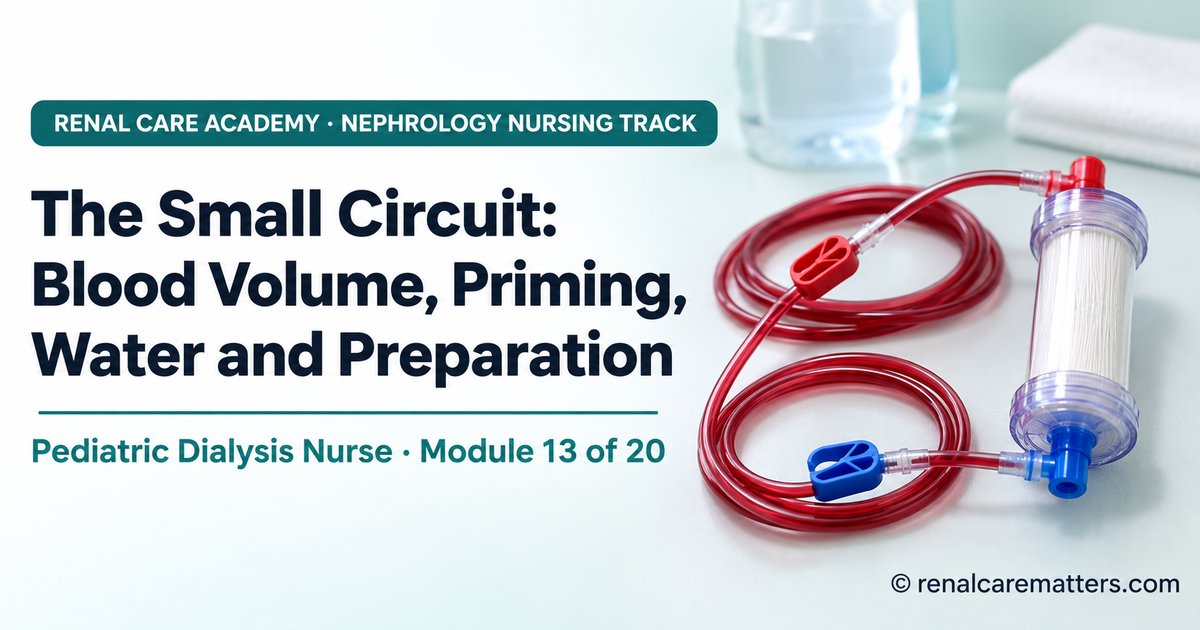 RENAL CARE ACADEMY · NEPHROLOGY NURSING TRACK
The Small Circuit:
Blood Volume, Priming,
Water and Preparation
Pediatric Dialysis Nurse · Module 13 of 20
© renalcarematters.com